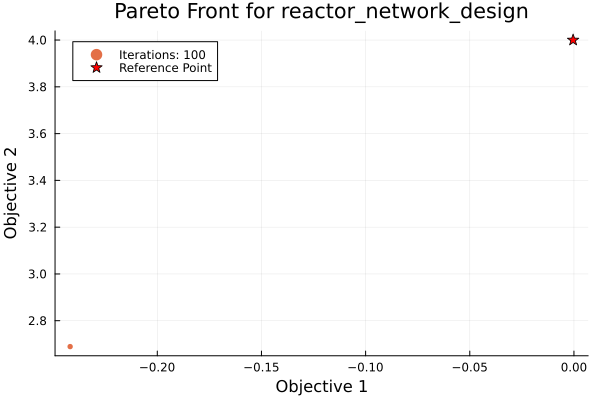 Pareto Front for reactor_network_design
Iterations: 100
Reference Point
Objective 2
4.0
3.8
3.6
3.4
3.2
3.0
2.8
−0.20
−0.15
−0.10
−0.05
0.00
Objective 1